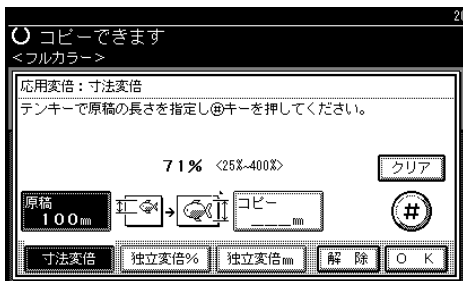 コピーできます
<フルカラー>
応用変倍：寸法変倍
テンキーで原稿の長さを指定し㊉キーを押してください。
71% <25%~400%>
クリア
原稿
100mm
コピー
___mm
#
寸法変倍
独立変倍%
独立変倍mm
解 除
O K